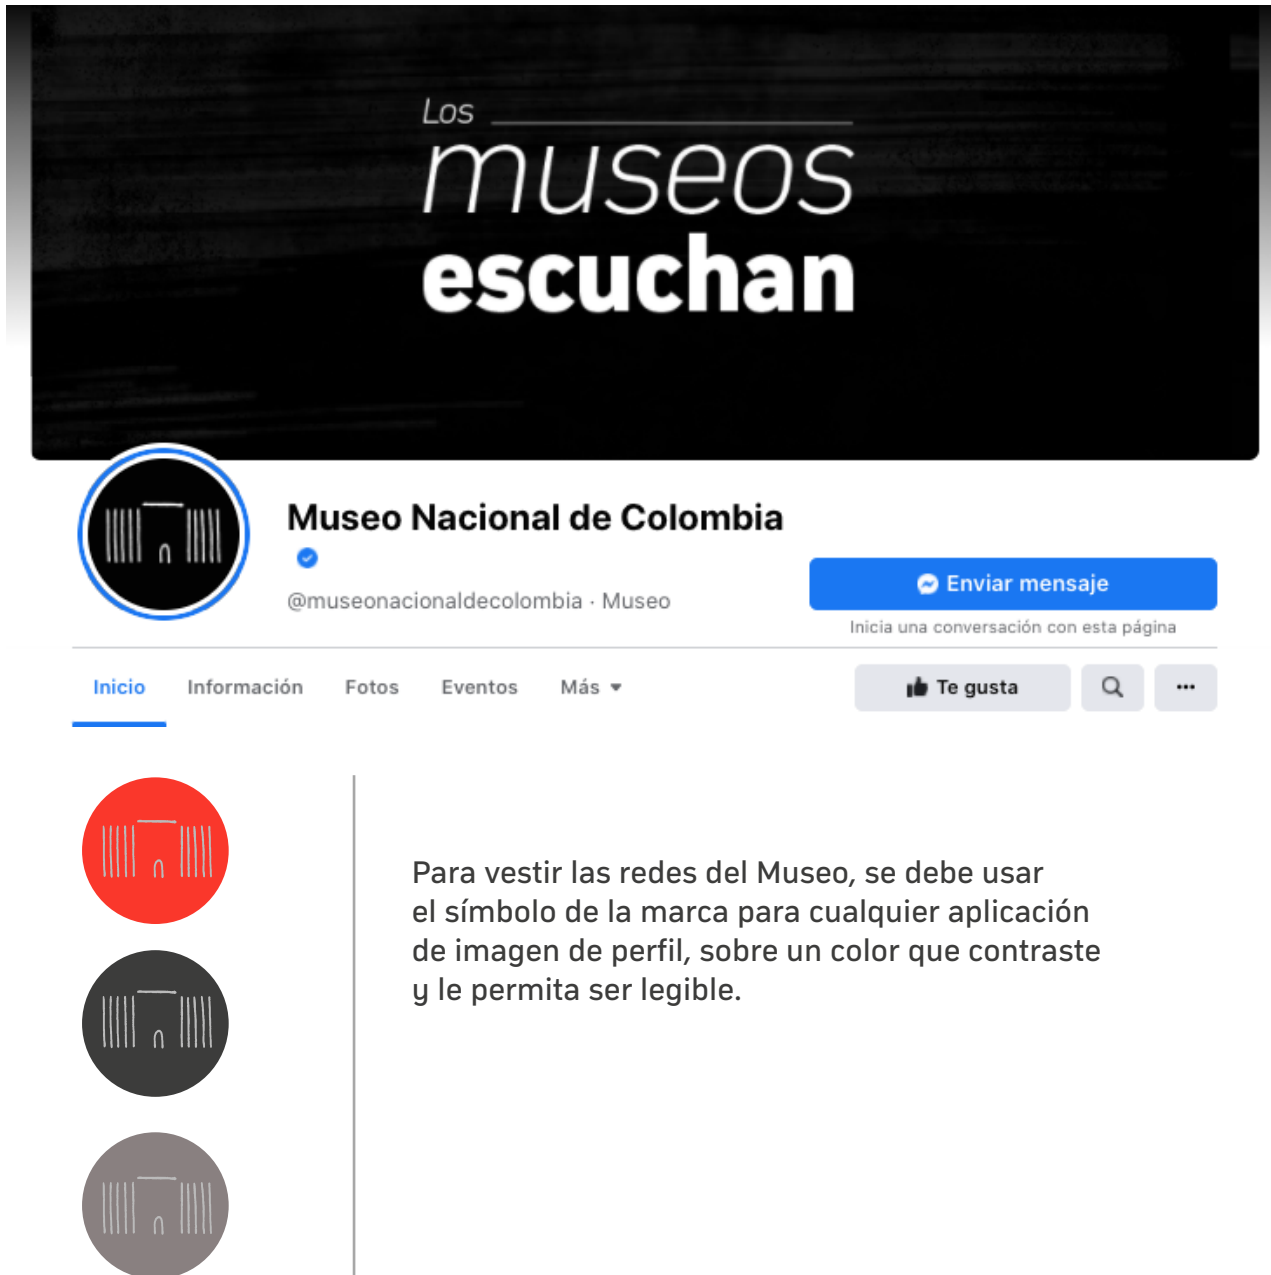 Los
museos
escuchan
Museo Nacional de Colombia
@museonacionaldecolombia · Museo
Enviar mensaje
Inicia una conversación con esta página
Inicio Información Fotos Eventos Más
Te gusta
Para vestir las redes del Museo, se debe usar
el símbolo de la marca para cualquier aplicación
de imagen de perfil, sobre un color que contraste
y le permita ser legible.